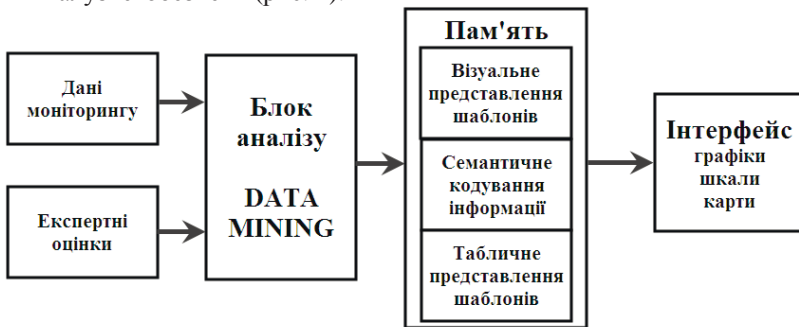 Дані
моніторингу
Експертні
оцінки
Блок
аналізу
DATA
MINING
Пам'ять
Візуальне
представлення
шаблонів
Семантичне
кодування
інформації
Табличне
представлення
шаблонів
Інтерфейс
графіки
шкали
карти